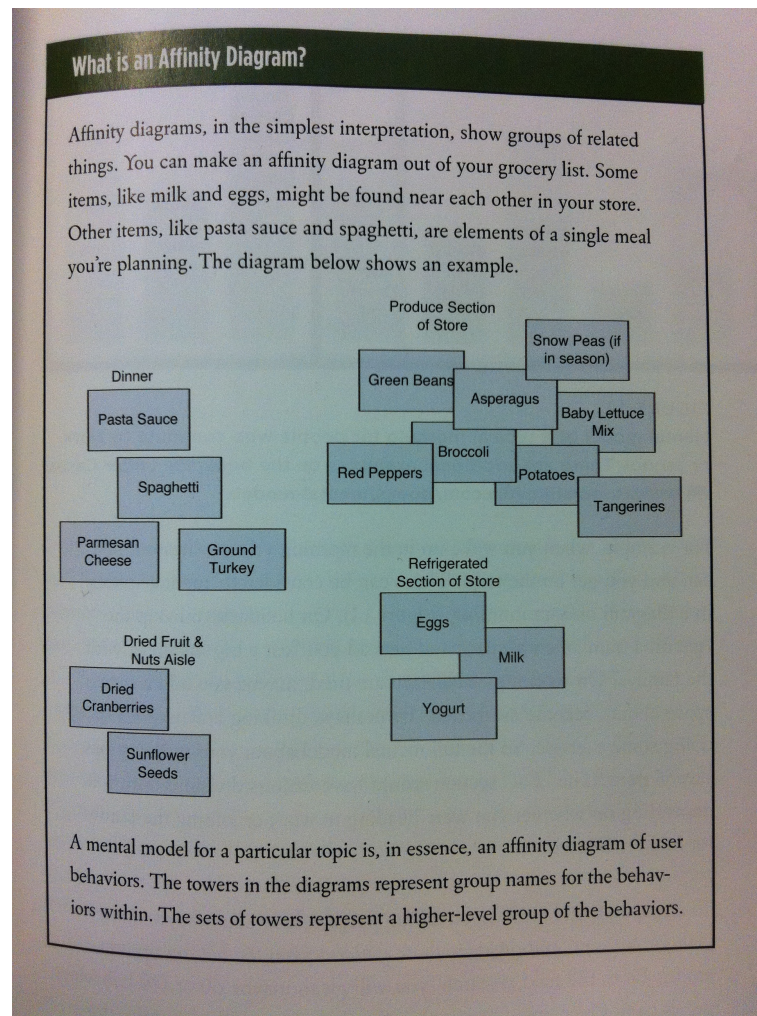 What is an Affinity Diagram?
Affinity diagrams, in the simplest interpretation, show groups of related
things. You can make an affinity diagram out of your grocery list. Some
items, like milk and eggs, might be found near each other in your store.
Other items, like pasta sauce and spaghetti, are elements of a single meal
you're planning. The diagram below shows an example.
Dinner
Pasta Sauce
Spaghetti
Parmesan
Cheese
Ground
Turkey
Produce Section
of Store
Snow Peas (if
in season)
Green Beans
Asparagus
Baby Lettuce
Mix
Broccoli
Red Peppers
Potatoes
Tangerines
Dried Fruit &
Nuts Aisle
Dried
Cranberries
Sunflower
Seeds
Refrigerated
Section of Store
Eggs
Milk
Yogurt
A mental model for a particular topic is, in essence, an affinity diagram of user
behaviors. The towers in the diagrams represent group names for the behav-
iors within. The sets of towers represent a higher-level group of the behaviors.